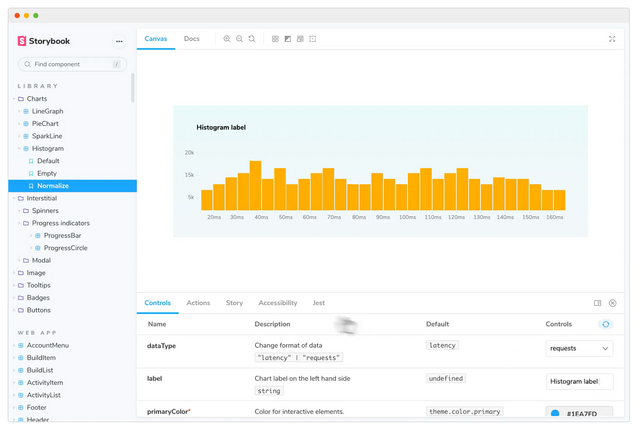 Storybook
Find component
/
LIBRARY
Charts
LineGraph
PieChart
SparkLine
Histogram
Default
Empty
Normalize
Interstitial
Spinners
Progress indicators
ProgressBar
ProgressCircle
Modal
Image
Tooltips
Badges
Buttons
WEB APP
AccountMenu
BuildItem
BuildList
ActivityItem
ActivityList
Footer
Header
Canvas Docs
Histogram label
20k
15k
5k
20ms 30ms 40ms 50ms 60ms 70ms 80ms 90ms 100ms 110ms 120ms 130ms 140ms 150ms 160ms
Controls Actions Story Accessibility Jest
Name Description Default Controls
dataType Change format of data latency requests
"latency" | "requests"
label Chart label on the left hand side undefined Histogram label
string
primaryColor* Color for interactive elements. theme.color.primary #1EA7FD